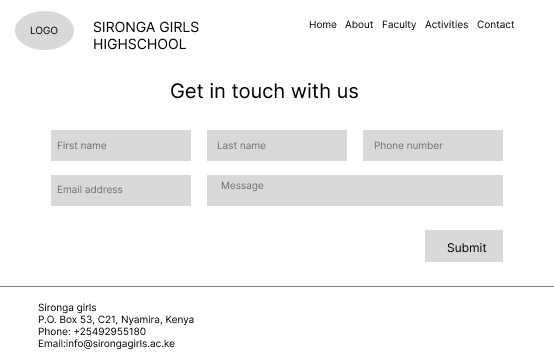 LOGO
SIRONGA GIRLS
HIGHSCHOOL
Home About Faculty Activities Contact
Get in touch with us
First name
Last name
Phone number
Email address
Message
Submit
Sironga girls
P.O. Box 53, C21, Nyamira, Kenya
Phone: +25492955180
Email:info@sirongagirls.ac.ke